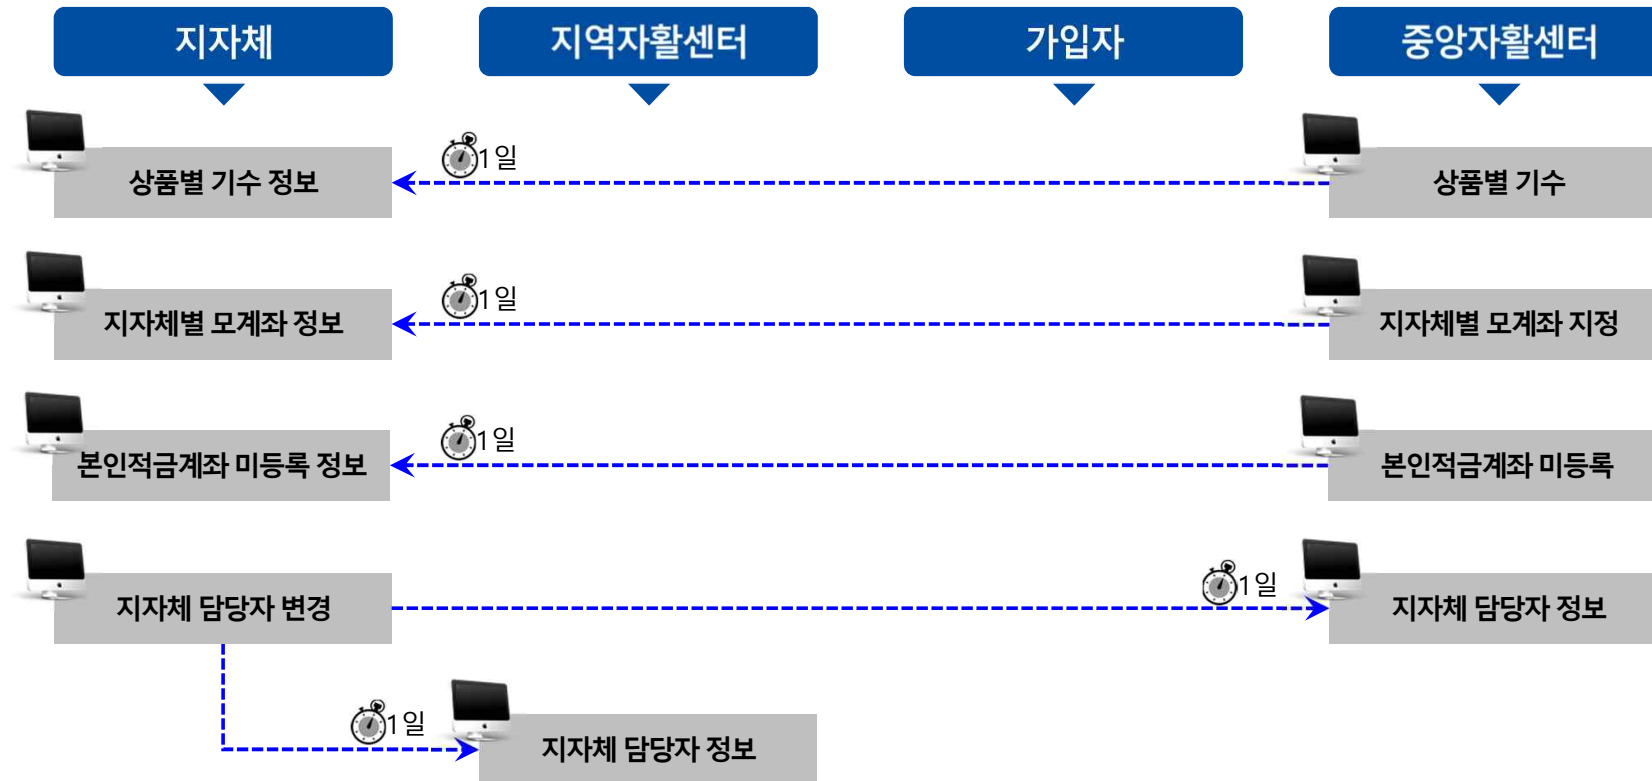 지자체
지역자활센터
가입자
중앙자활센터
1일
상품별 기수 정보
상품별 기수
1일
지자체별 모계좌 정보
지자체별 모계좌 지정
1일
본인적금계좌 미등록 정보
본인적금계좌 미등록
1일
지자체 담당자 변경
지자체 담당자 정보
1일
지자체 담당자 정보